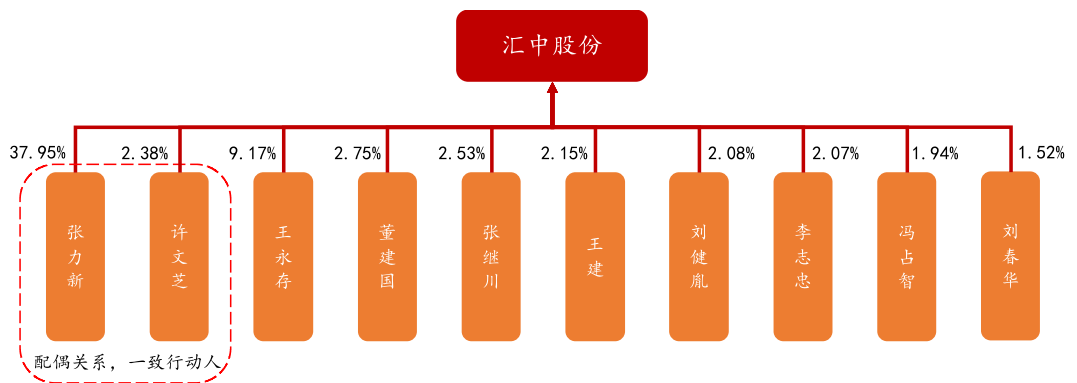 汇中股份
37.95%
2.38%
9.17%
2.75%
2.53%
2.15%
2.08%
2.07%
1.94%
1.52%
张力新
许文芝
王永存
董建国
张继川
王建
刘健胤
李志忠
冯占智
刘春华
配偶关系，一致行动人